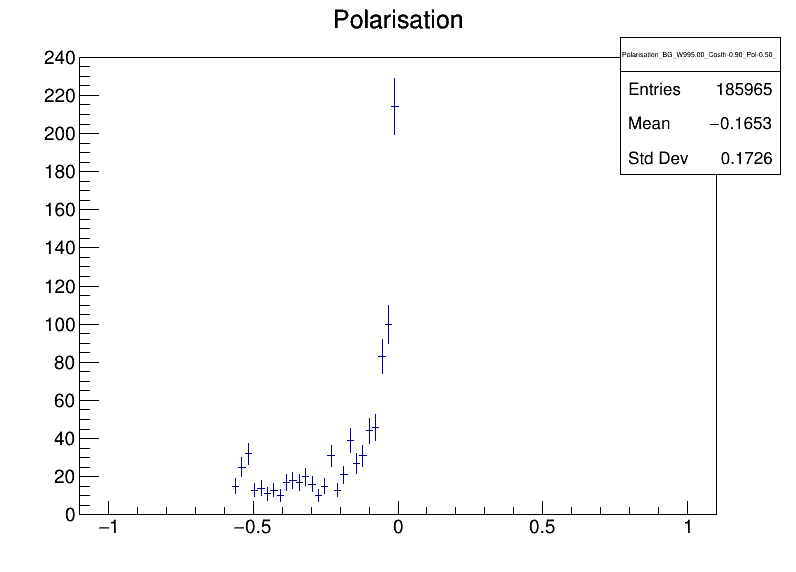 Polarisation
Polarisation_BG_W995.00_Costh-0.90_Pol-0.50_
Entries 185965
Mean −0.1653
Std Dev 0.1726
240
220
200
180
160
140
120
100
80
60
40
20
0
−1 −0.5 0 0.5 1